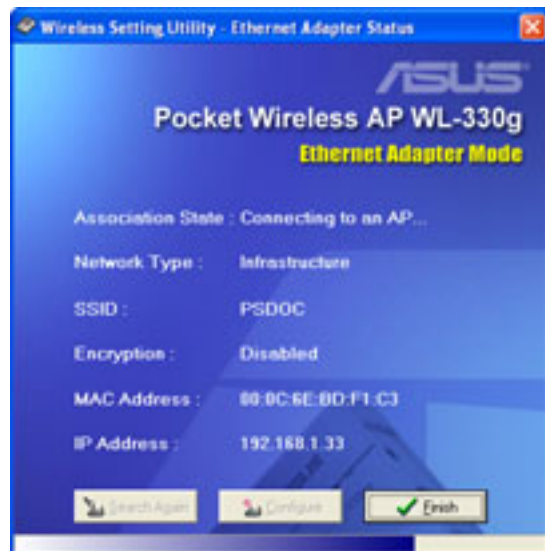 Wireless Setting Utility - Ethernet Adapter Status
ASUS
Pocket Wireless AP WL-330g
Ethernet Adapter Mode
Association State : Connecting to an AP...
Network Type : Infrastructure
SSID : PSDOC
Encryption : Disabled
MAC Address : 00:0C:6E:BD:F1:C3
IP Address : 192.168.1.33
Search Again Configure Finish